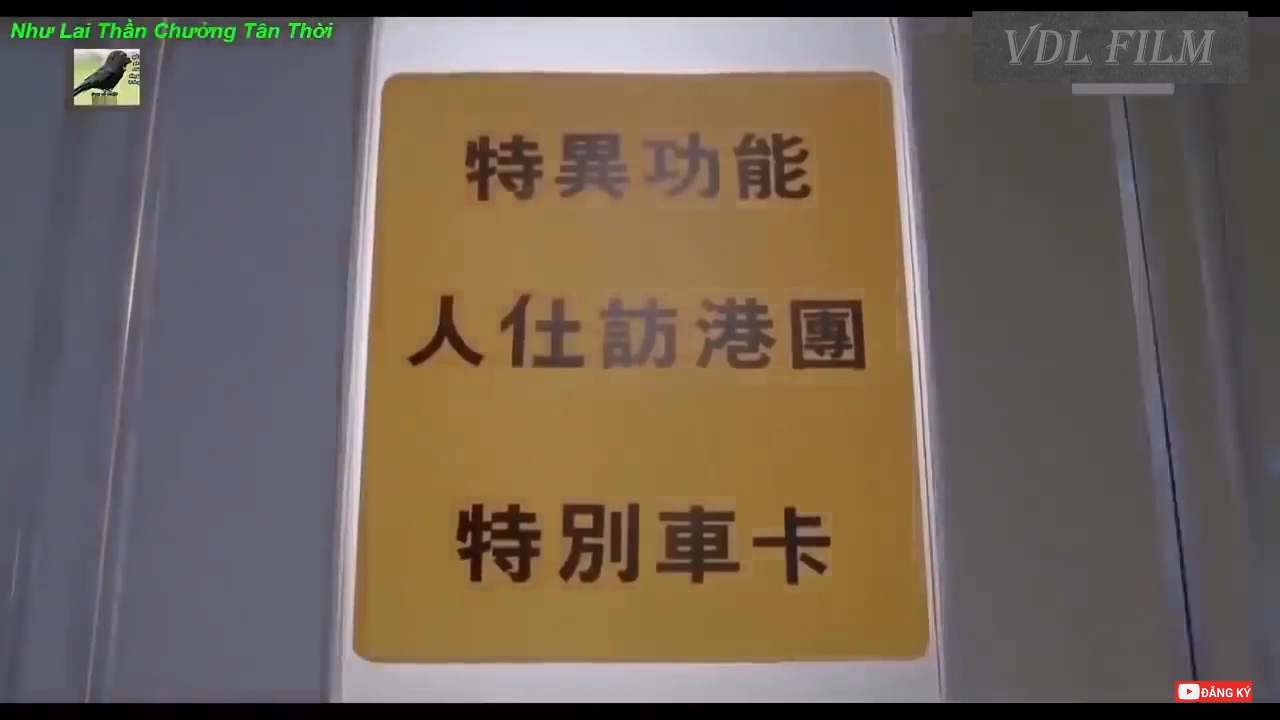 Như Lai Thần Chưởng Tân Thời
VDL FILM
特異功能
人仕訪港團
特別車卡
ĐĂNG KÝ